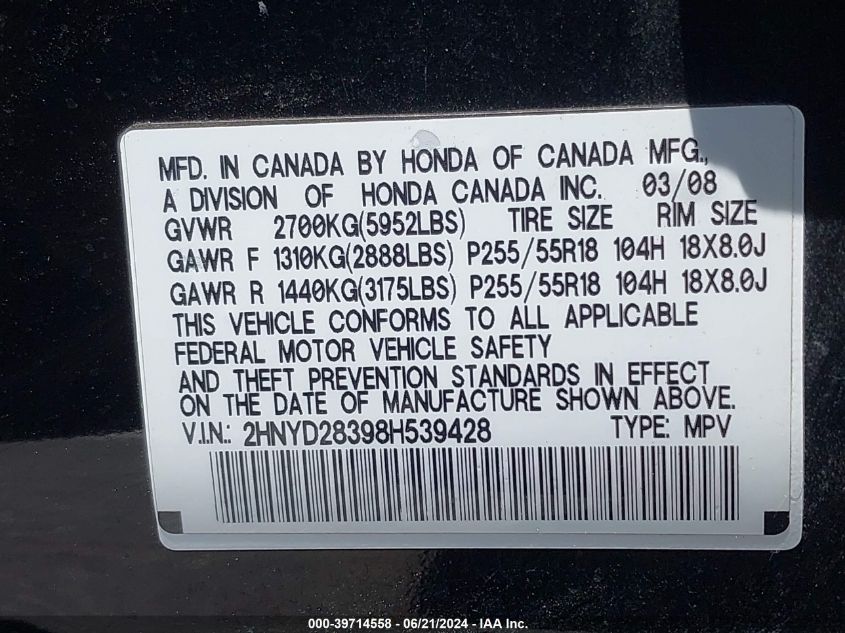 MFD. IN CANADA BY HONDA OF CANADA MFG.,
A DIVISION OF HONDA CANADA INC. 03/08
GVWR 2700KG(5952LBS) TIRE SIZE RIM SIZE
GAWR F 1310KG(2888LBS) P255/55R18 104H 18X8.0J
GAWR R 1440KG(3175LBS) P255/55R18 104H 18X8.0J
THIS VEHICLE CONFORMS TO ALL APPLICABLE
FEDERAL MOTOR VEHICLE SAFETY
AND THEFT PREVENTION STANDARDS IN EFFECT
ON THE DATE OF MANUFACTURE SHOWN ABOVE.
V.I.N.: 2HNYD28398H539428 TYPE: MPV
000-39714558 - 06/21/2024 - IAA Inc.